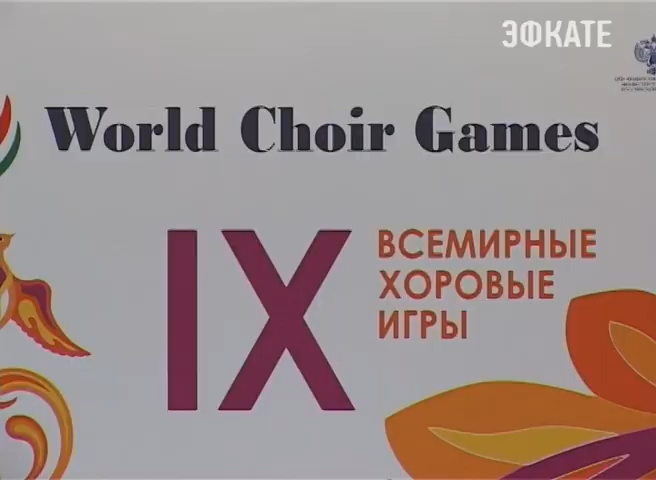 ЭФКАТЕ
World Choir Games
IX
ВСЕМИРНЫЕ
ХОРОВЫЕ
ИГРЫ